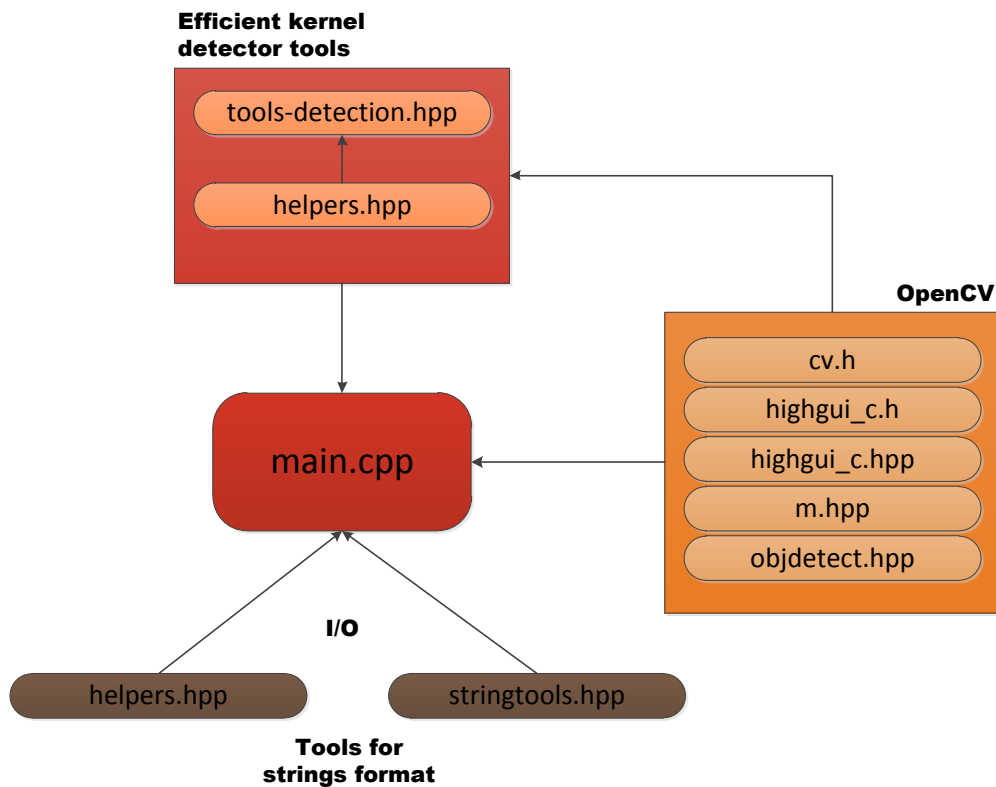 Efficient kernel
detector tools
tools-detection.hpp
helpers.hpp
OpenCV
cv.h
highgui_c.h
highgui_c.hpp
m.hpp
objdetect.hpp
main.cpp
I/O
helpers.hpp
stringtools.hpp
Tools for
strings format